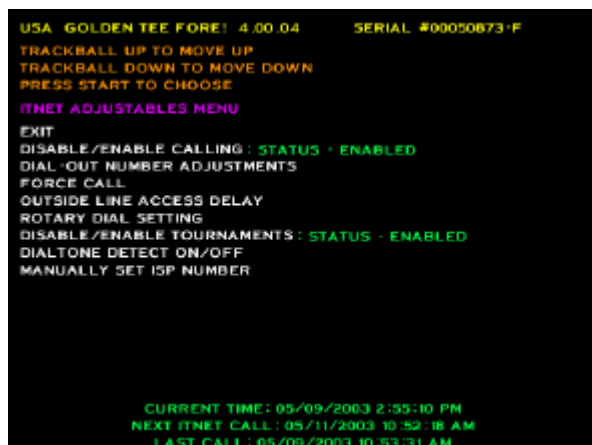 USA GOLDEN TEE FORE! 4.00.04 SERIAL #00050873-F
TRACKBALL UP TO MOVE UP
TRACKBALL DOWN TO MOVE DOWN
PRESS START TO CHOOSE
ITNET ADJUSTABLES MENU
EXIT
DISABLE/ENABLE CALLING: STATUS - ENABLED
DIAL-OUT NUMBER ADJUSTMENTS
FORCE CALL
OUTSIDE LINE ACCESS DELAY
ROTARY DIAL SETTING
DISABLE/ENABLE TOURNAMENTS: STATUS - ENABLED
DIALTONE DETECT ON/OFF
MANUALLY SET ISP NUMBER
CURRENT TIME: 05/09/2003 2:55:10 PM
NEXT ITNET CALL: 05/11/2003 10:52:18 AM
LAST CALL: 05/09/2003 10:53:31 AM